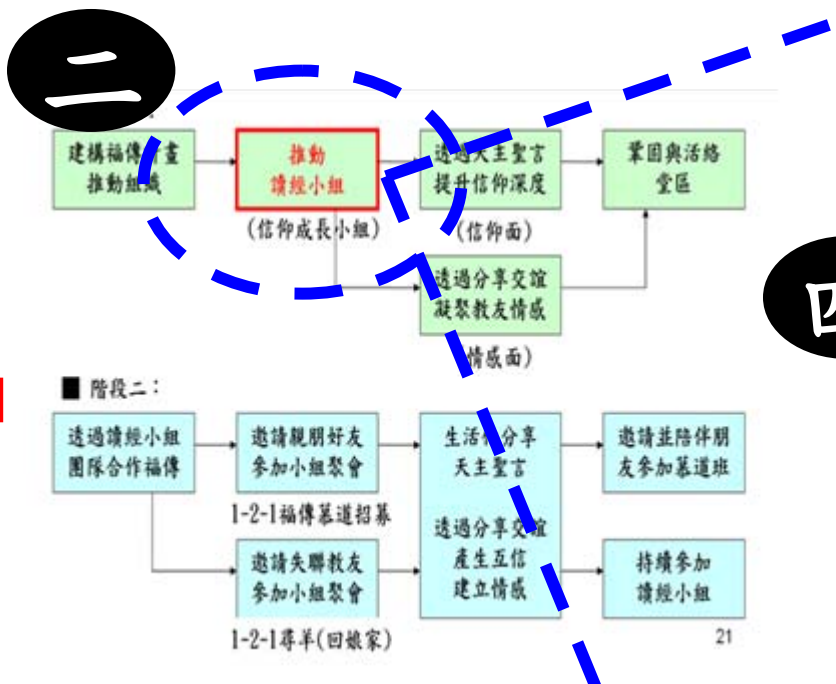 二
建構福傳計畫
推動組織
推動
讀經小組
(信仰成長小組)
透過天主聖言
提升信仰深度
(信仰面)
鞏固與活絡
堂區
透過分享交誼
凝聚教友情感
情感面)
四
■ 階段二：
透過讀經小組
團隊合作福傳
邀請親朋好友
參加小組聚會
1-2-1福傳慕道招募
邀請失聯教友
參加小組聚會
1-2-1尋羊(回娘家)
生活化分享
天主聖言
透過分享交誼
產生互信
建立情感
邀請並陪伴朋
友參加慕道班
持續參加
讀經小組
21